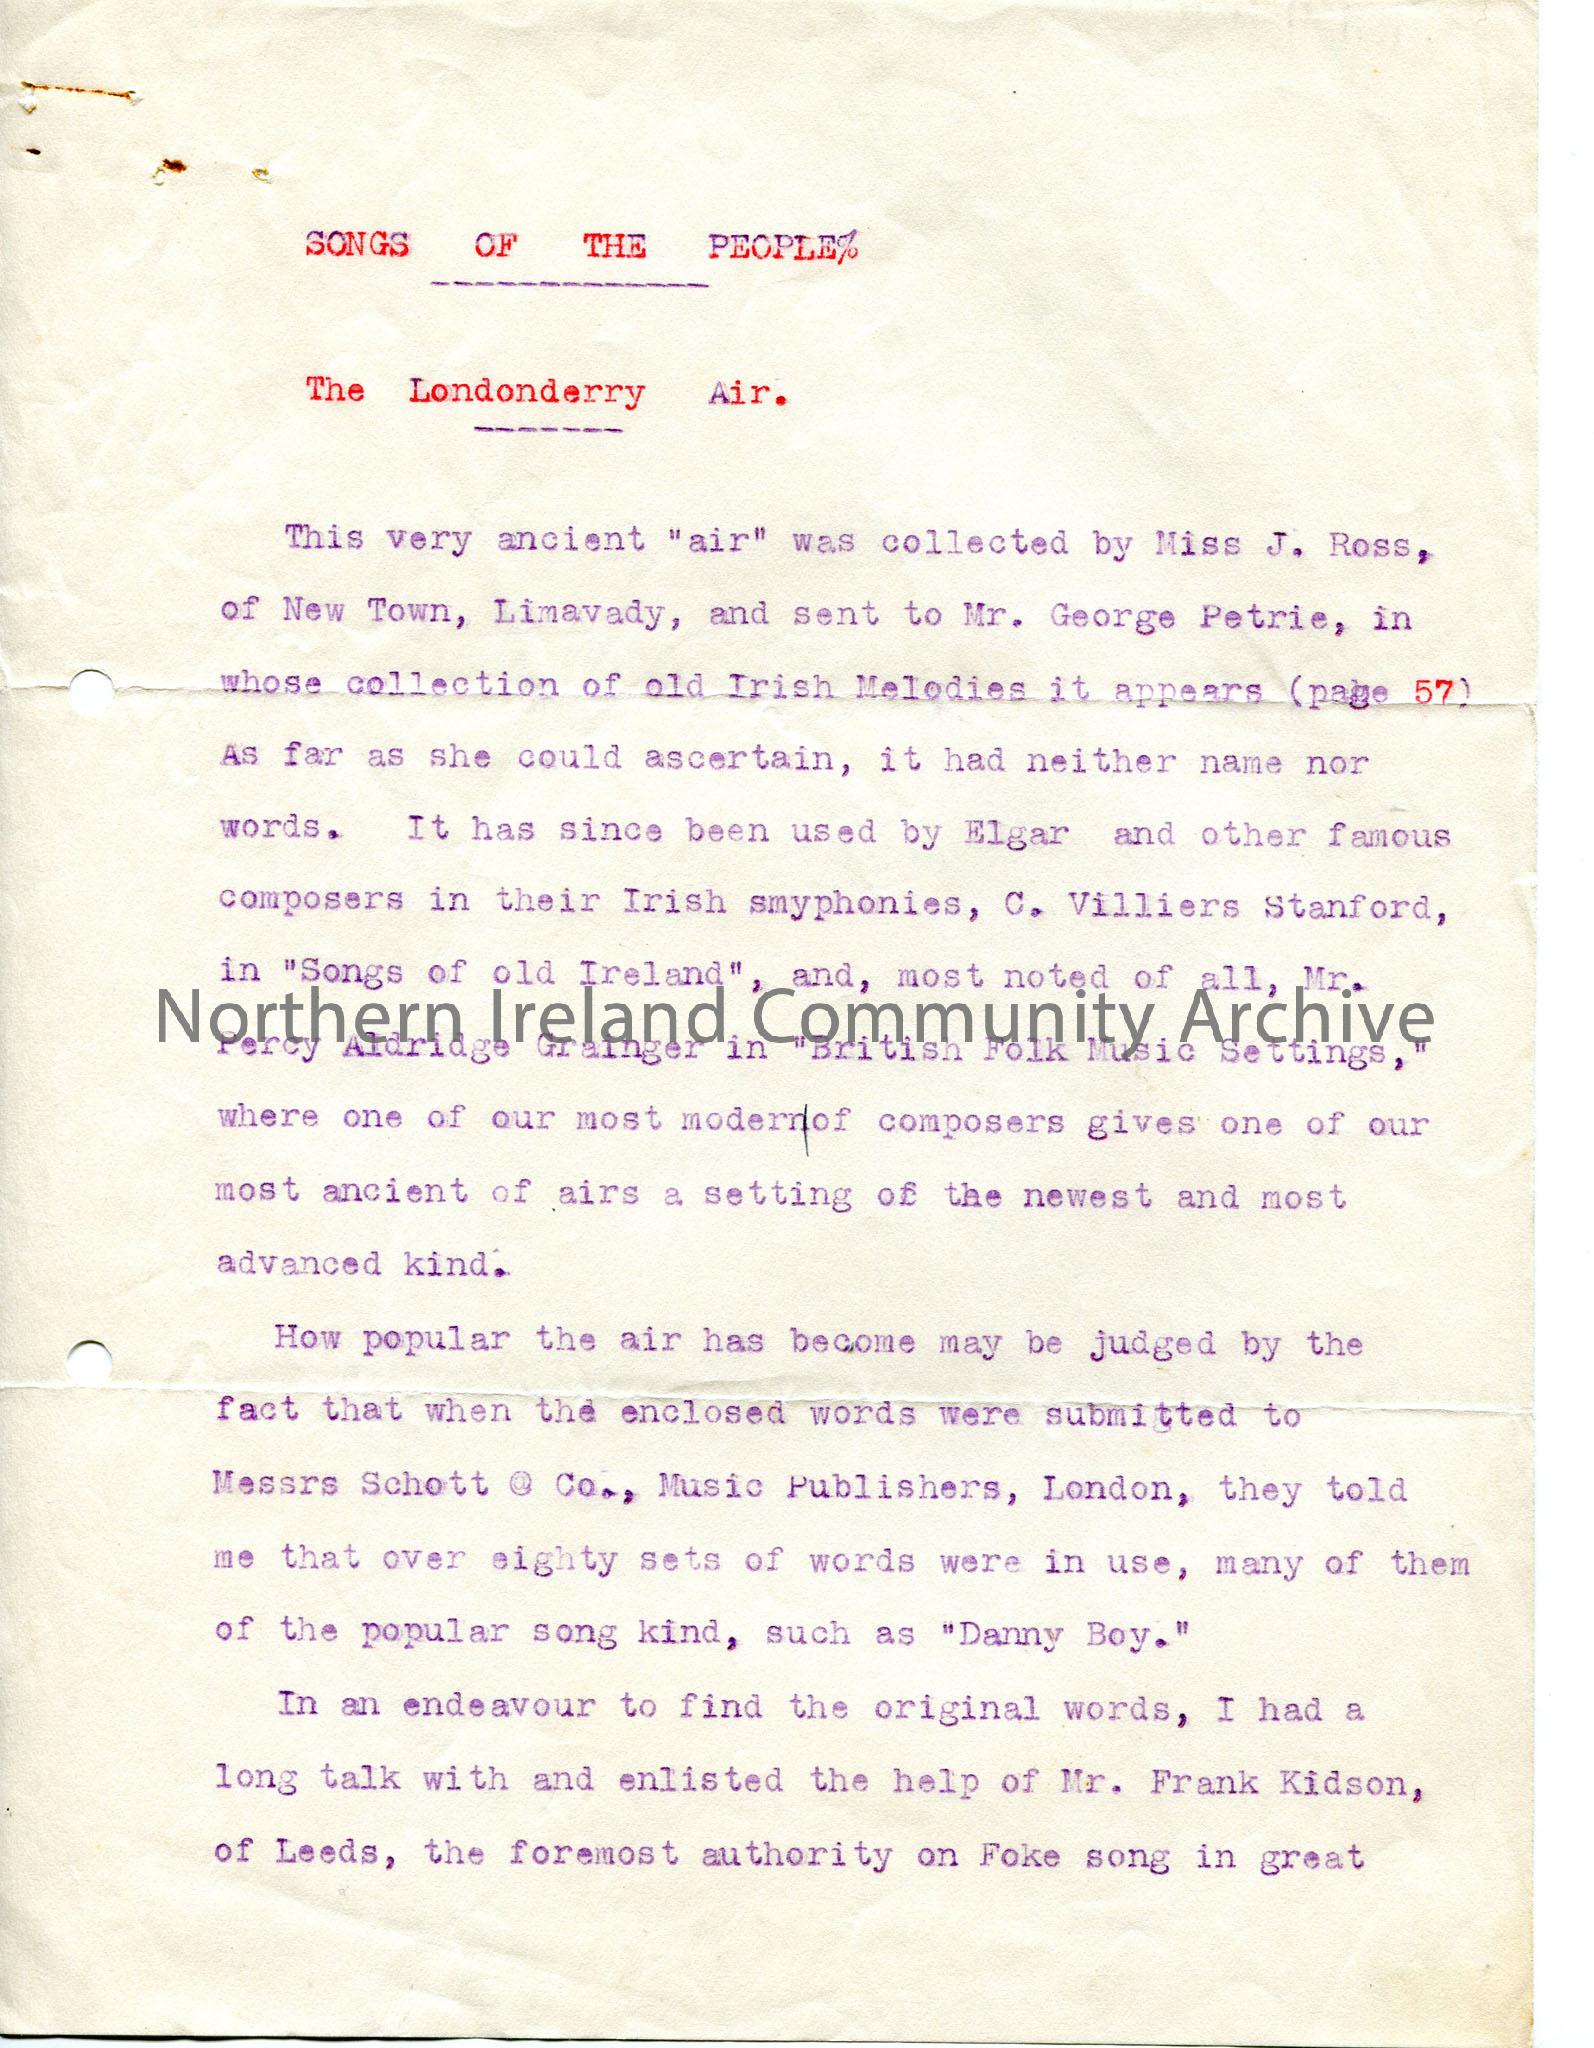 SONGS OF THE PEOPLE%
The Londonderry Air.
This very ancient "air" was collected by Miss J. Ross,
of New Town, Limavady, and sent to Mr. George Petrie, in
whose collection of old Irish Melodies it appears (page 57)
As far as she could ascertain, it had neither name nor
words. It has since been used by Elgar and other famous
composers in their Irish smyphonies, C. Villiers Stanford,
in "Songs of old Ireland", and, most noted of all, Mr.
Northern Ireland Community Archive
Percy Aldridge Grainger in "British Folk Music Settings,"
where one of our most modern of composers gives one of our
most ancient of airs a setting of the newest and most
advanced kind.
How popular the air has become may be judged by the
fact that when the enclosed words were submitted to
Messrs Schott @ Co., Music Publishers, London, they told
me that over eighty sets of words were in use, many of them
of the popular song kind, such as "Danny Boy."
In an endeavour to find the original words, I had a
long talk with and enlisted the help of Mr. Frank Kidson,
of Leeds, the foremost authority on Foke song in great